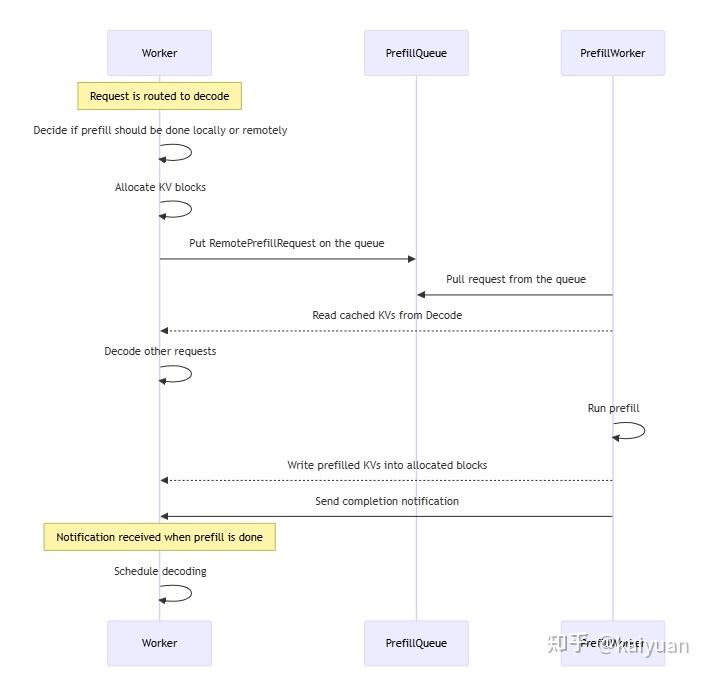 Worker
PrefillQueue
PrefillWorker
Request is routed to decode
Decide if prefill should be done locally or remotely
Allocate KV blocks
Put RemotePrefillRequest on the queue
Pull request from the queue
Read cached KVs from Decode
Decode other requests
Run prefill
Write prefilled KVs into allocated blocks
Send completion notification
Notification received when prefill is done
Schedule decoding
Worker
PrefillQueue
PrefillWorker
知乎 @kaiyuan